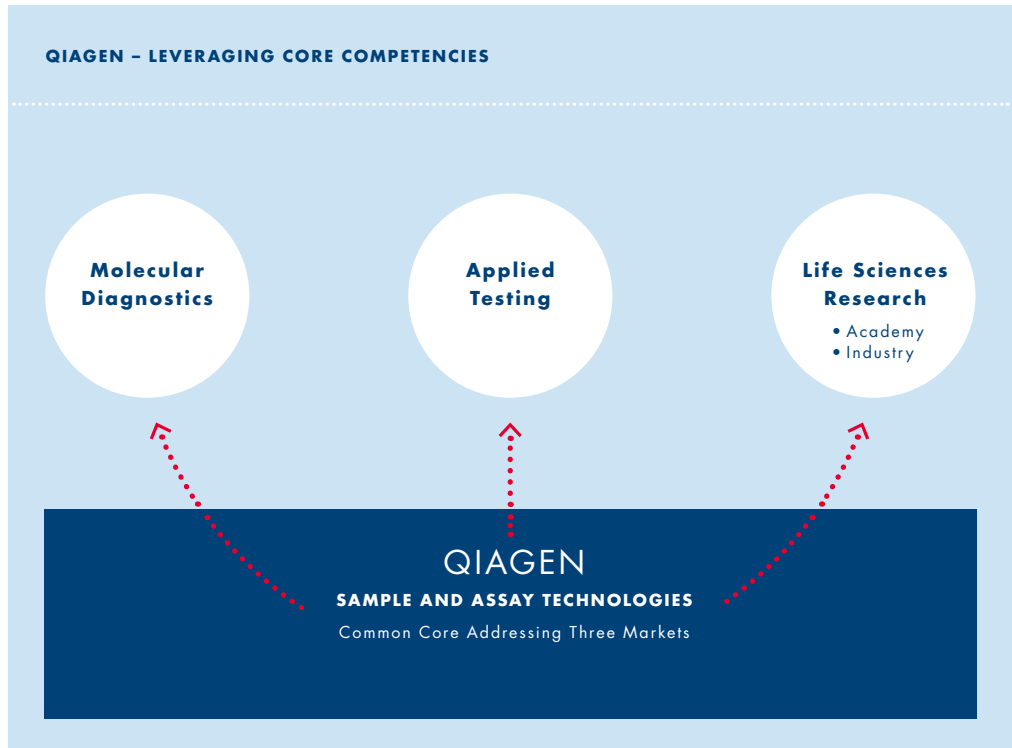 QIAGEN – LEVERAGING CORE COMPETENCIES
Molecular
Diagnostics
Applied
Testing
Life Sciences
Research
• Academy
• Industry
QIAGEN
SAMPLE AND ASSAY TECHNOLOGIES
Common Core Addressing Three Markets